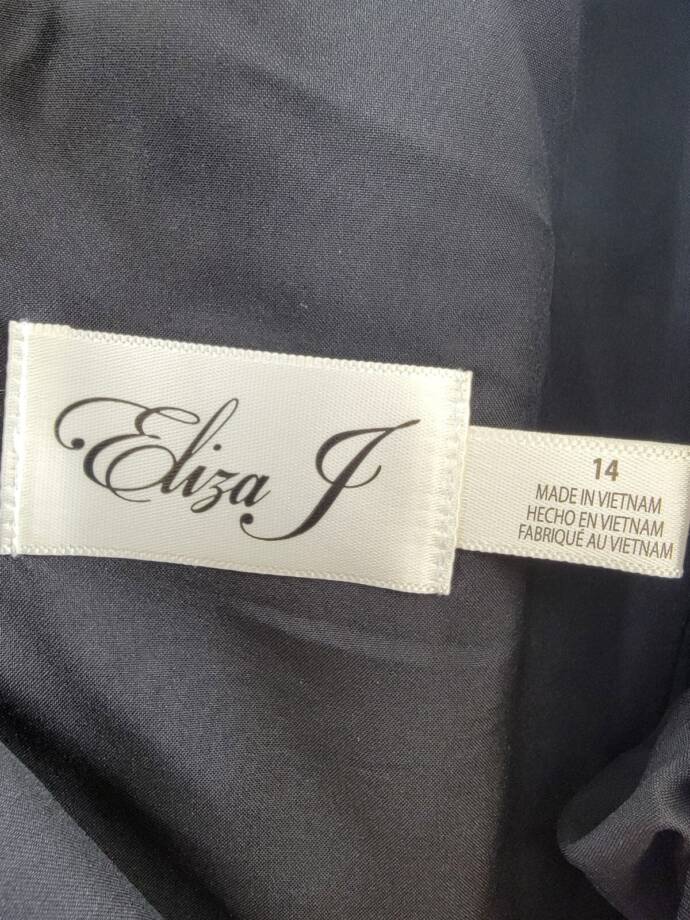 Eliza J
14
MADE IN VIETNAM
HECHO EN VIETNAM
FABRIQUÉ AU VIETNAM